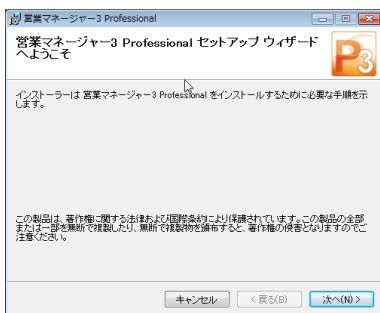 営業マネージャー3 Professional
営業マネージャー3 Professional セットアップ ウィザード
へようこそ
P3
インストーラーは 営業マネージャー3 Professional をインストールするために必要な手順を示
します。
この製品は、著作権に関する法律および国際条約により保護されています。この製品の全部
または一部を無断で複製したり、無断で複製物を頒布すると、著作権の侵害となりますのでご
注意ください。
キャンセル
< 戻る(B)
次へ(N) >